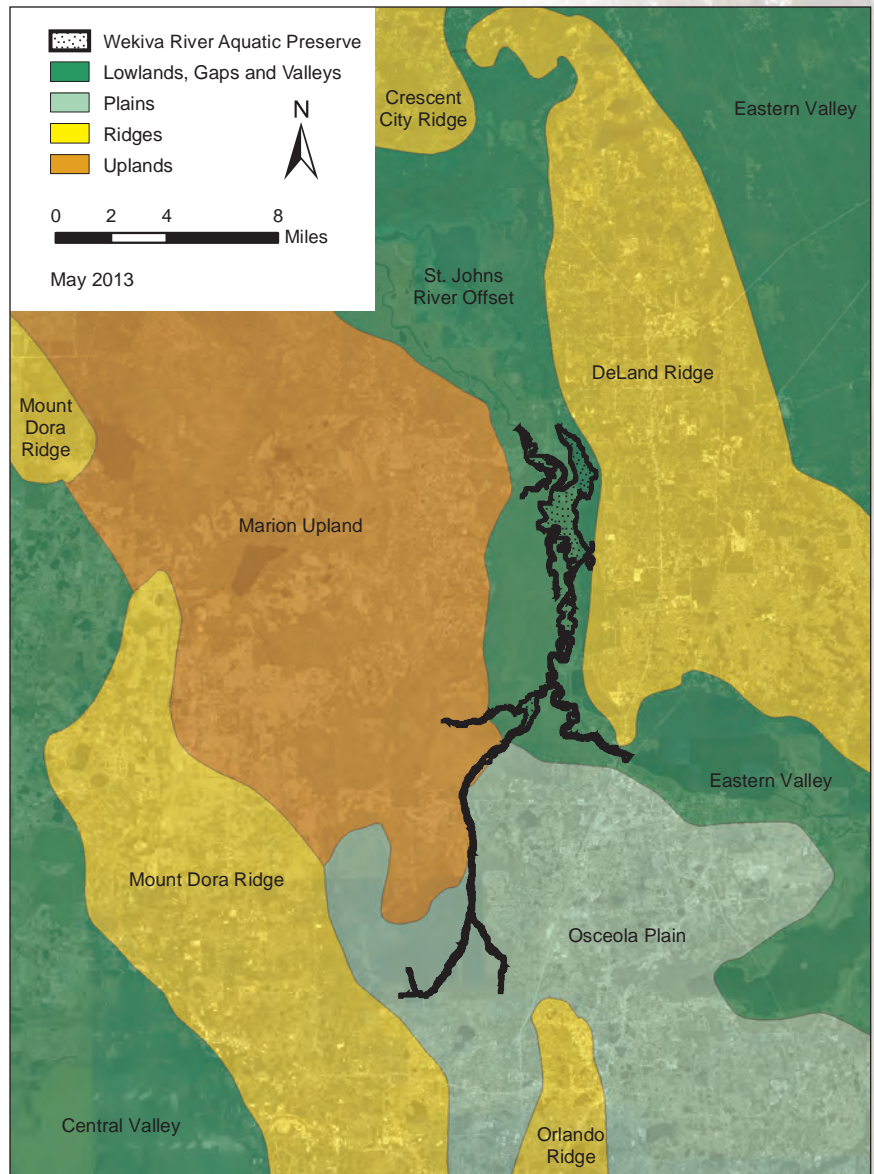 Wekiva River Aquatic Preserve
Lowlands, Gaps and Valleys
Plains
Ridges
Uplands
N
0 2 4 8
Miles
May 2013
Crescent
City Ridge
Eastern Valley
St. Johns
River Offset
DeLand Ridge
Mount
Dora
Ridge
Marion Upland
Eastern Valley
Mount Dora Ridge
Osceola Plain
Central Valley
Orlando
Ridge